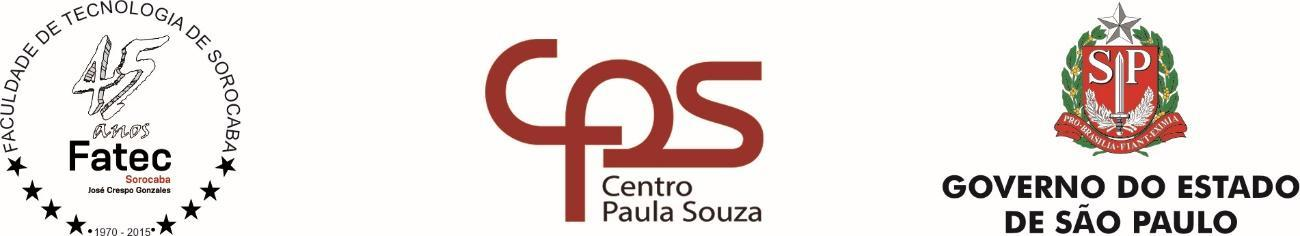 FACULDADE DE TECNOLOGIA DE SOROCABA
45
anos
Fatec
Sorocaba
José Crespo Gonzales
1970 - 2015
cps
Centro
Paula Souza
SP
PRO·BRASILIA·FIANT·EXIMIA
GOVERNO DO ESTADO
DE SÃO PAULO